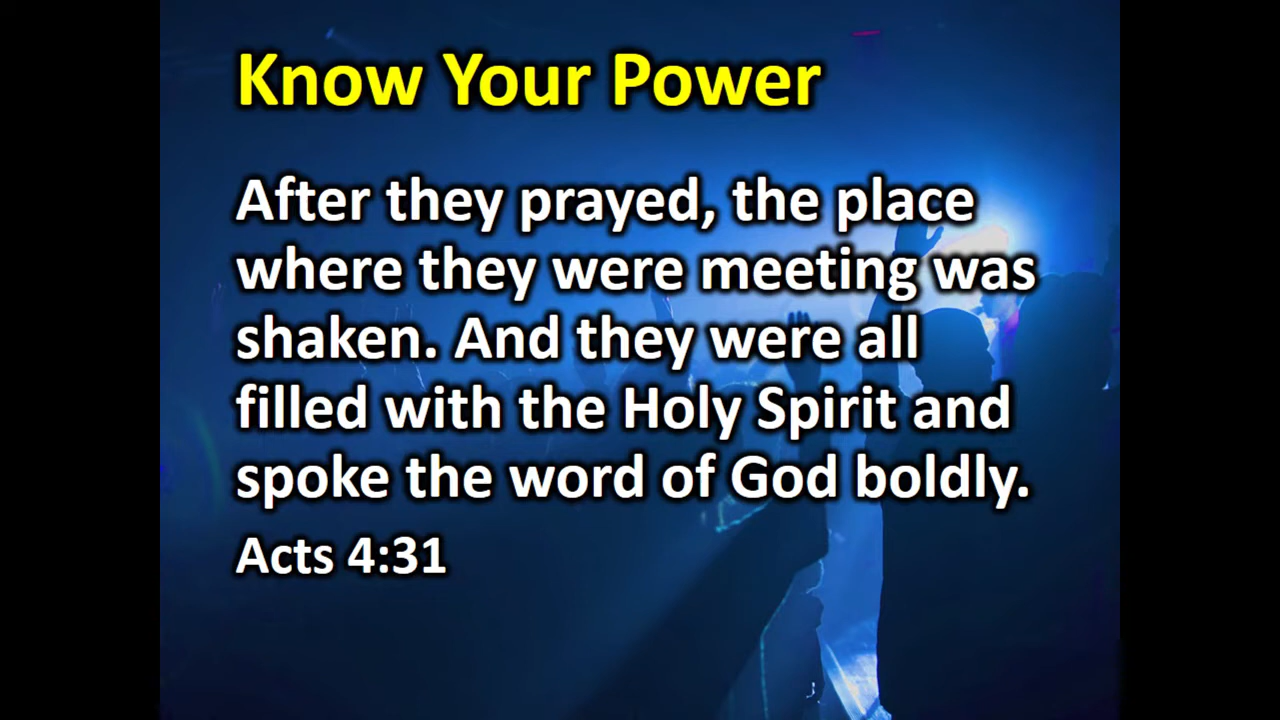 Know Your Power
After they prayed, the place
where they were meeting was
shaken. And they were all
filled with the Holy Spirit and
spoke the word of God boldly.
Acts 4:31